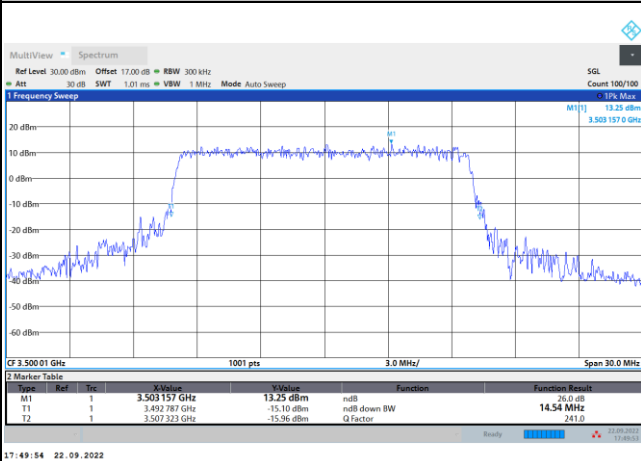 MultiView Spectrum
Ref Level 30.00 dBm Offset 17.00 dB RBW 300 kHz SGL
Att 30 dB SWT 1.01 ms VBW 1 MHz Mode Auto Sweep Count 100/100
1 Frequency Sweep 1Pk Max
M1[1] 13.25 dBm
3.503 157 0 GHz
20 dBm
M1
10 dBm
0 dBm
-10 dBm
-20 dBm
-30 dBm
-40 dBm
-50 dBm
-60 dBm
CF 3.500 01 GHz 1001 pts 3.0 MHz/ Span 30.0 MHz
2 Marker Table
Type Ref Trc X-Value Y-Value Function Function Result
M1 1 3.503 157 GHz 13.25 dBm ndB 26.0 dB
T1 1 3.492 787 GHz -15.10 dBm ndB down BW 14.54 MHz
T2 1 3.507 323 GHz -15.96 dBm Q Factor 241.0
Ready 22.09.2022
17:49:53
17:49:54 22.09.2022